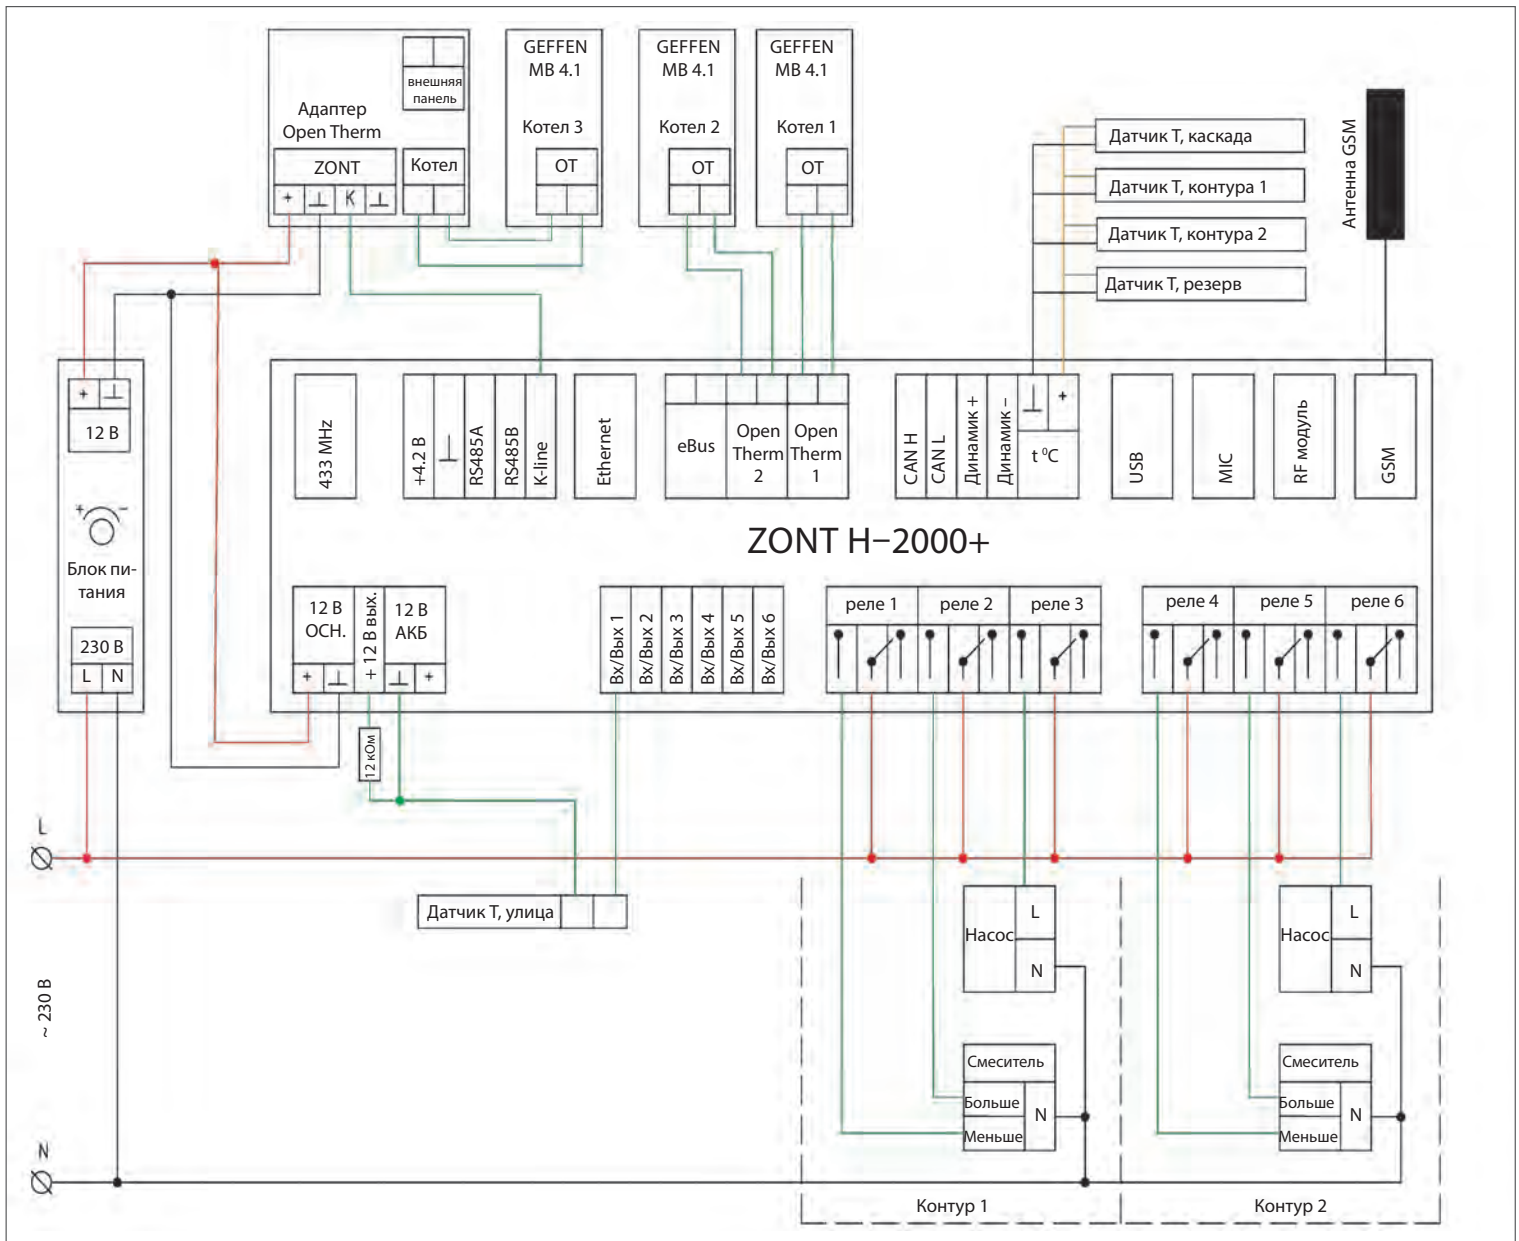 GEFFEN
MB 4.1
Котел 3
OT
GEFFEN
MB 4.1
Котел 2
OT
GEFFEN
MB 4.1
Котел 1
OT
внешняя
панель
Адаптер
Open Therm
ZONT
Котел
+ ⊥ K ⊥
Датчик Т, каскада
Датчик Т, контура 1
Датчик Т, контура 2
Датчик Т, резерв
Антенна GSM
+ ⊥
12 В
+ −
Блок пи-
тания
230 В
L N
433 MHz
+4.2 В
⊥
RS485A
RS485B
K-line
Ethernet
eBus
Open
Therm
2
Open
Therm
1
CAN H
CAN L
Динамик +
Динамик −
⊥ +
t ⁰C
USB
MIC
RF модуль
GSM
ZONT H−2000+
12 В
ОСН.
+ ⊥
+ 12 В вых.
12 В
АКБ
⊥ +
12 кОм
Вх/Вых 1
Вх/Вых 2
Вх/Вых 3
Вх/Вых 4
Вх/Вых 5
Вх/Вых 6
реле 1
реле 2
реле 3
реле 4
реле 5
реле 6
L
~ 230 В
N
Датчик Т, улица
Насос
L
N
Смеситель
Больше
Меньше
N
Контур 1
Насос
L
N
Смеситель
Больше
Меньше
N
Контур 2